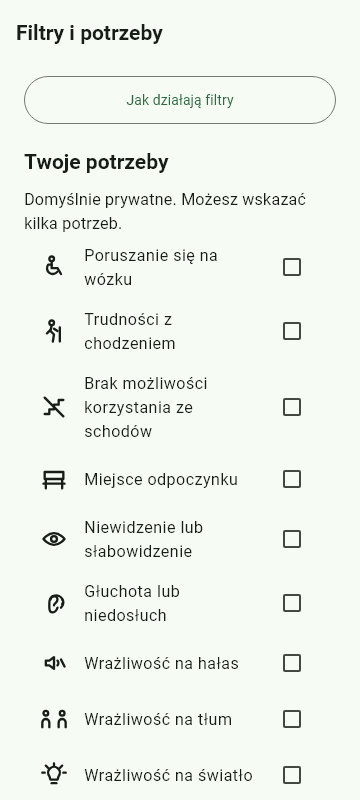 Filtry i potrzeby
Jak działają filtry
Twoje potrzeby
Domyślnie prywatne. Możesz wskazać
kilka potrzeb.
Poruszanie się na
wózku
Trudności z
chodzeniem
Brak możliwości
korzystania ze
schodów
Miejsce odpoczynku
Niewidzenie lub
słabowidzenie
Głuchota lub
niedosłuch
Wrażliwość na hałas
Wrażliwość na tłum
Wrażliwość na światło